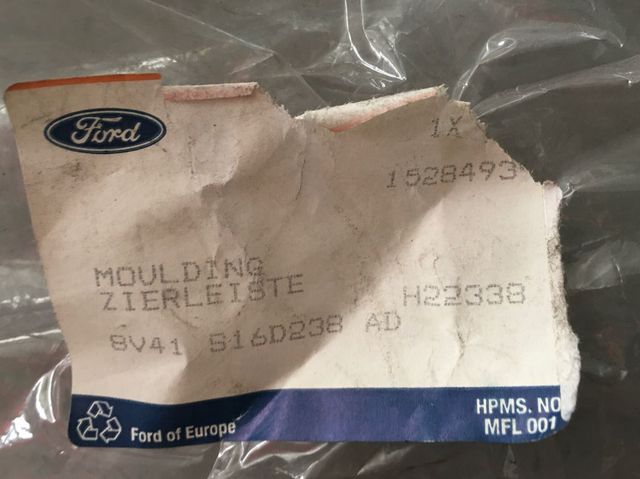 Ford
1X
1528493
MOULDING
ZIERLEISTE
H22338
8V41 S16D238 AD
Ford of Europe
HPMS. NO
MFL 001